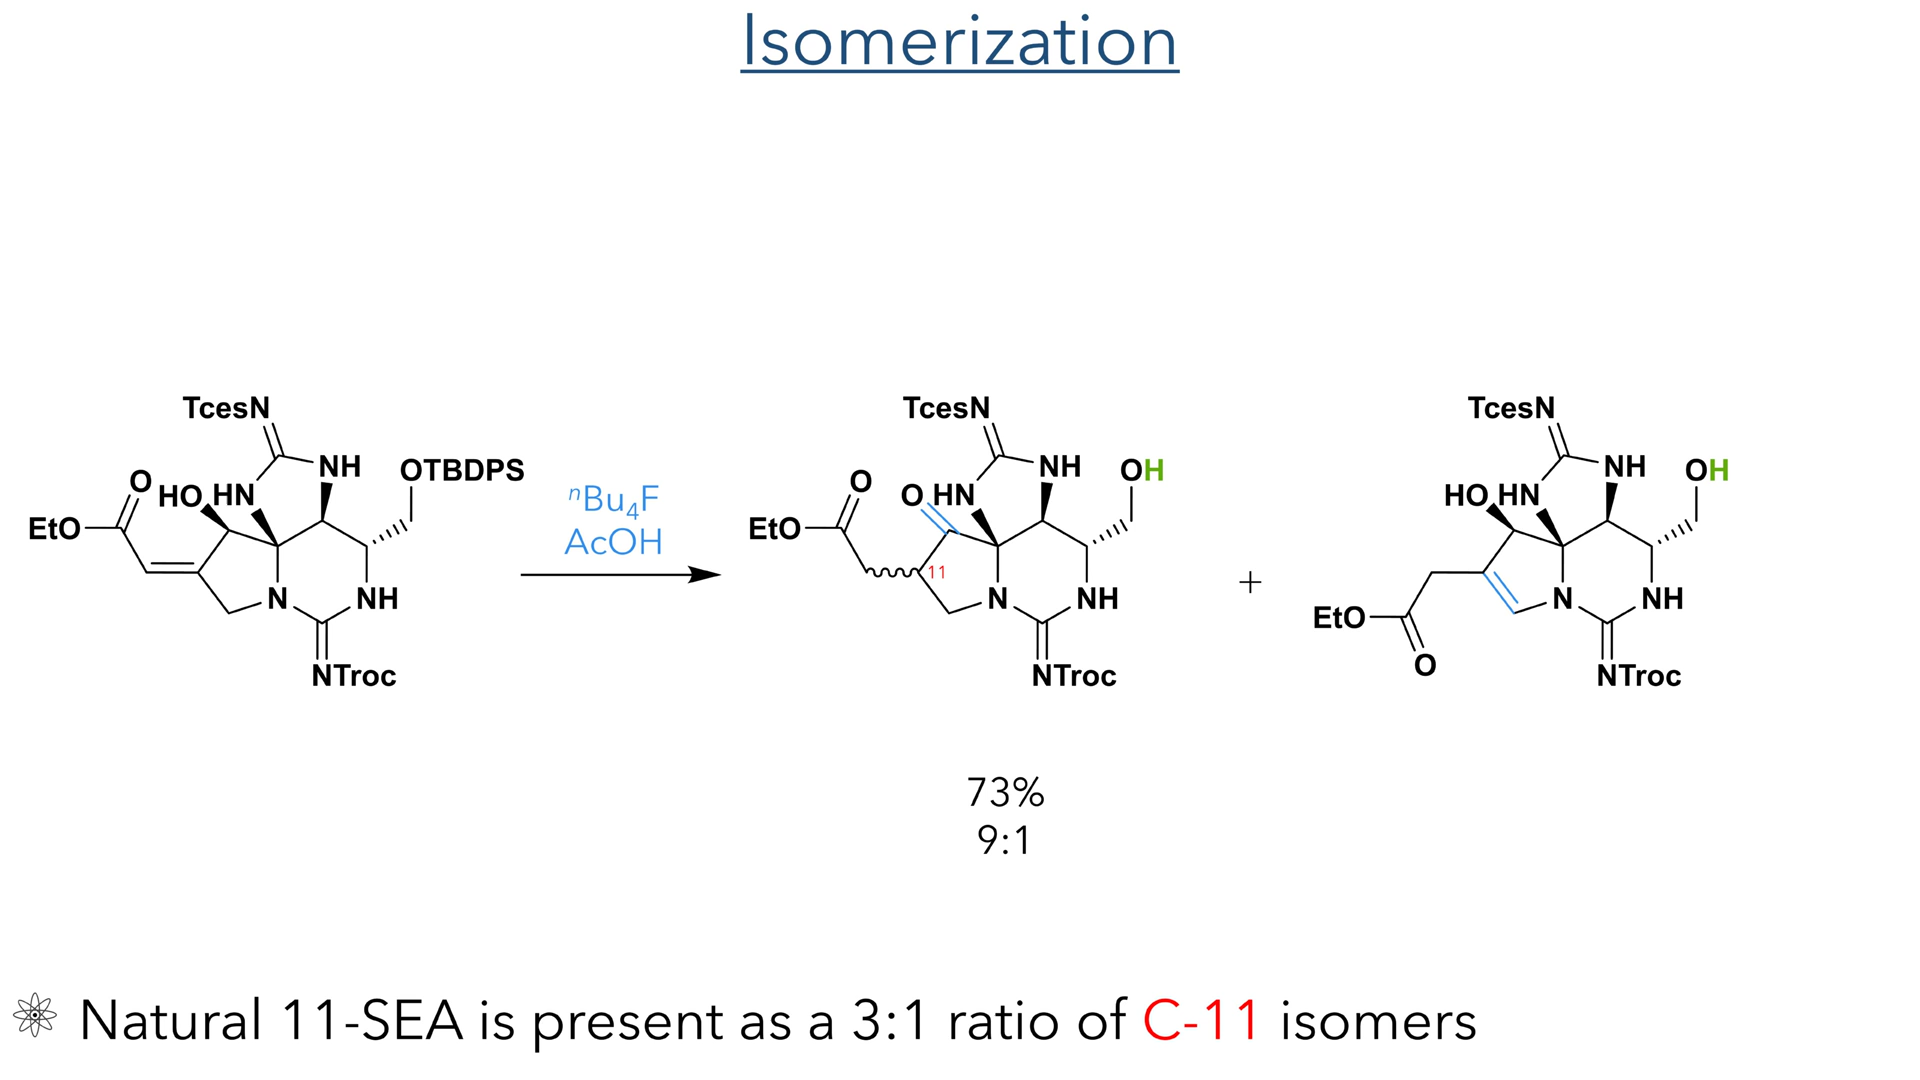 Isomerization
TcesN
NH
OTBDPS
O
HO
HN
EtO
N
NH
NTroc
nBu4F
AcOH
TcesN
NH
OH
O
O
HN
EtO
11
N
NH
NTroc
+
TcesN
NH
OH
HO
HN
N
NH
EtO
O
NTroc
73%
9:1
Natural 11-SEA is present as a 3:1 ratio of C-11 isomers